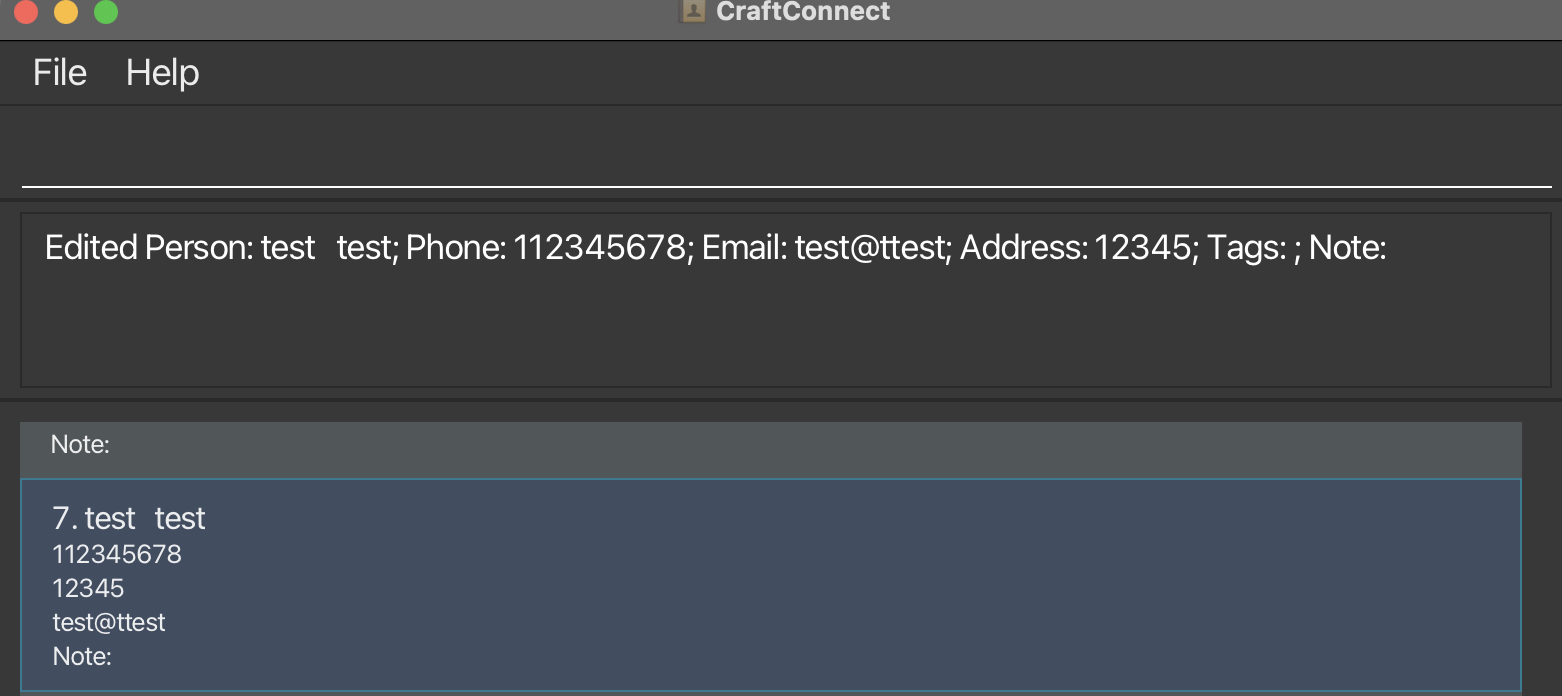 CraftConnect
File Help
Edited Person: test   test; Phone: 112345678; Email: test@ttest; Address: 12345; Tags: ; Note:
Note:
7. test   test
112345678
12345
test@ttest
Note: